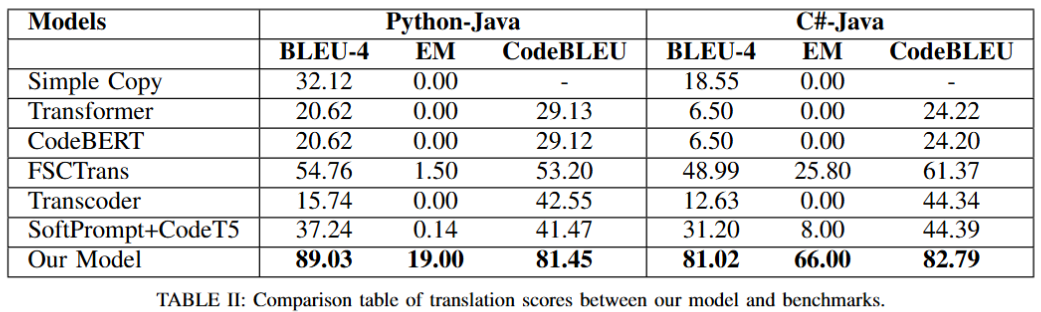 Models Python-Java C#-Java
BLEU-4 EM CodeBLEU BLEU-4 EM CodeBLEU
Simple Copy 32.12 0.00 - 18.55 0.00 -
Transformer 20.62 0.00 29.13 6.50 0.00 24.22
CodeBERT 20.62 0.00 29.12 6.50 0.00 24.20
FSCTrans 54.76 1.50 53.20 48.99 25.80 61.37
Transcoder 15.74 0.00 42.55 12.63 0.00 44.34
SoftPrompt+CodeT5 37.24 0.14 41.47 31.20 8.00 44.39
Our Model 89.03 19.00 81.45 81.02 66.00 82.79
TABLE II: Comparison table of translation scores between our model and benchmarks.